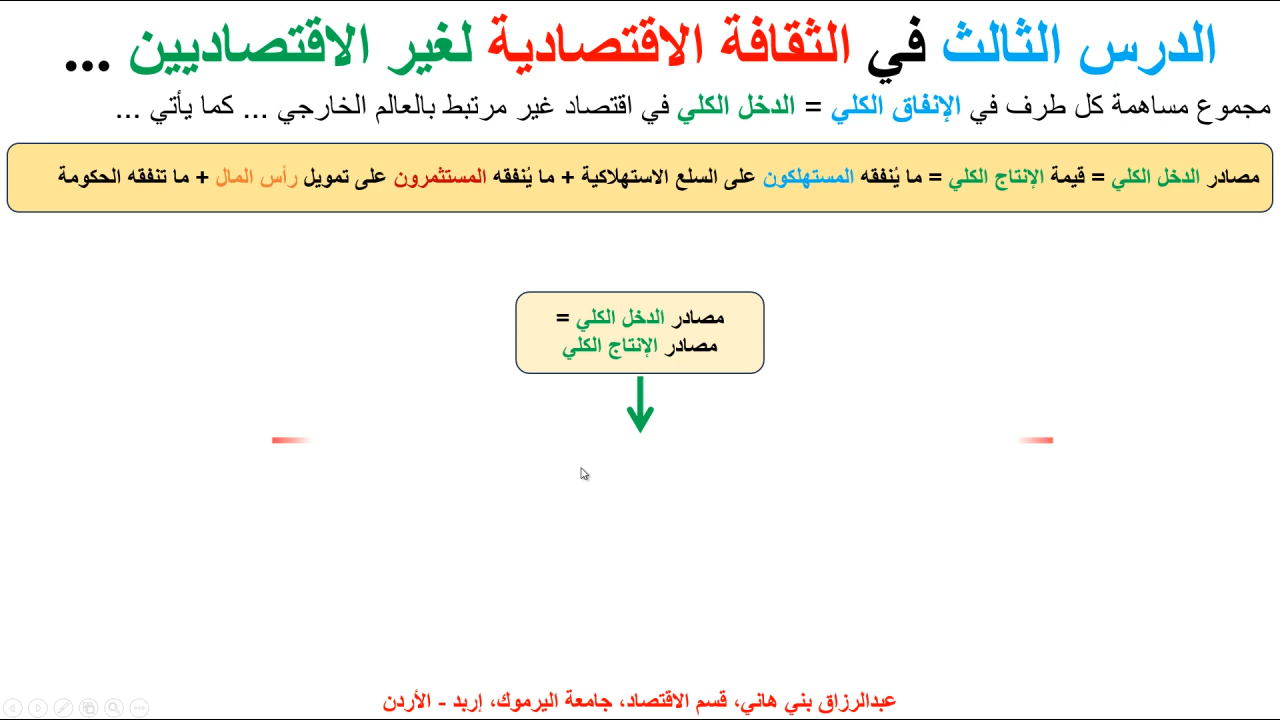 الدرس الثالث في الثقافة الاقتصادية لغير الاقتصاديين ...
مجموع مساهمة كل طرف في الإنفاق الكلي = الدخل الكلي في اقتصاد غير مرتبط بالعالم الخارجي ... كما يأتي ...
مصادر الدخل الكلي = قيمة الإنتاج الكلي = ما يُنفقه المستهلكون على السلع الاستهلاكية + ما يُنفقه المستثمرون على تمويل رأس المال + ما تنفقه الحكومة
مصادر الدخل الكلي =
مصادر الإنتاج الكلي
عبدالرزاق بني هاني، قسم الاقتصاد، جامعة اليرموك، إربد - الأردن